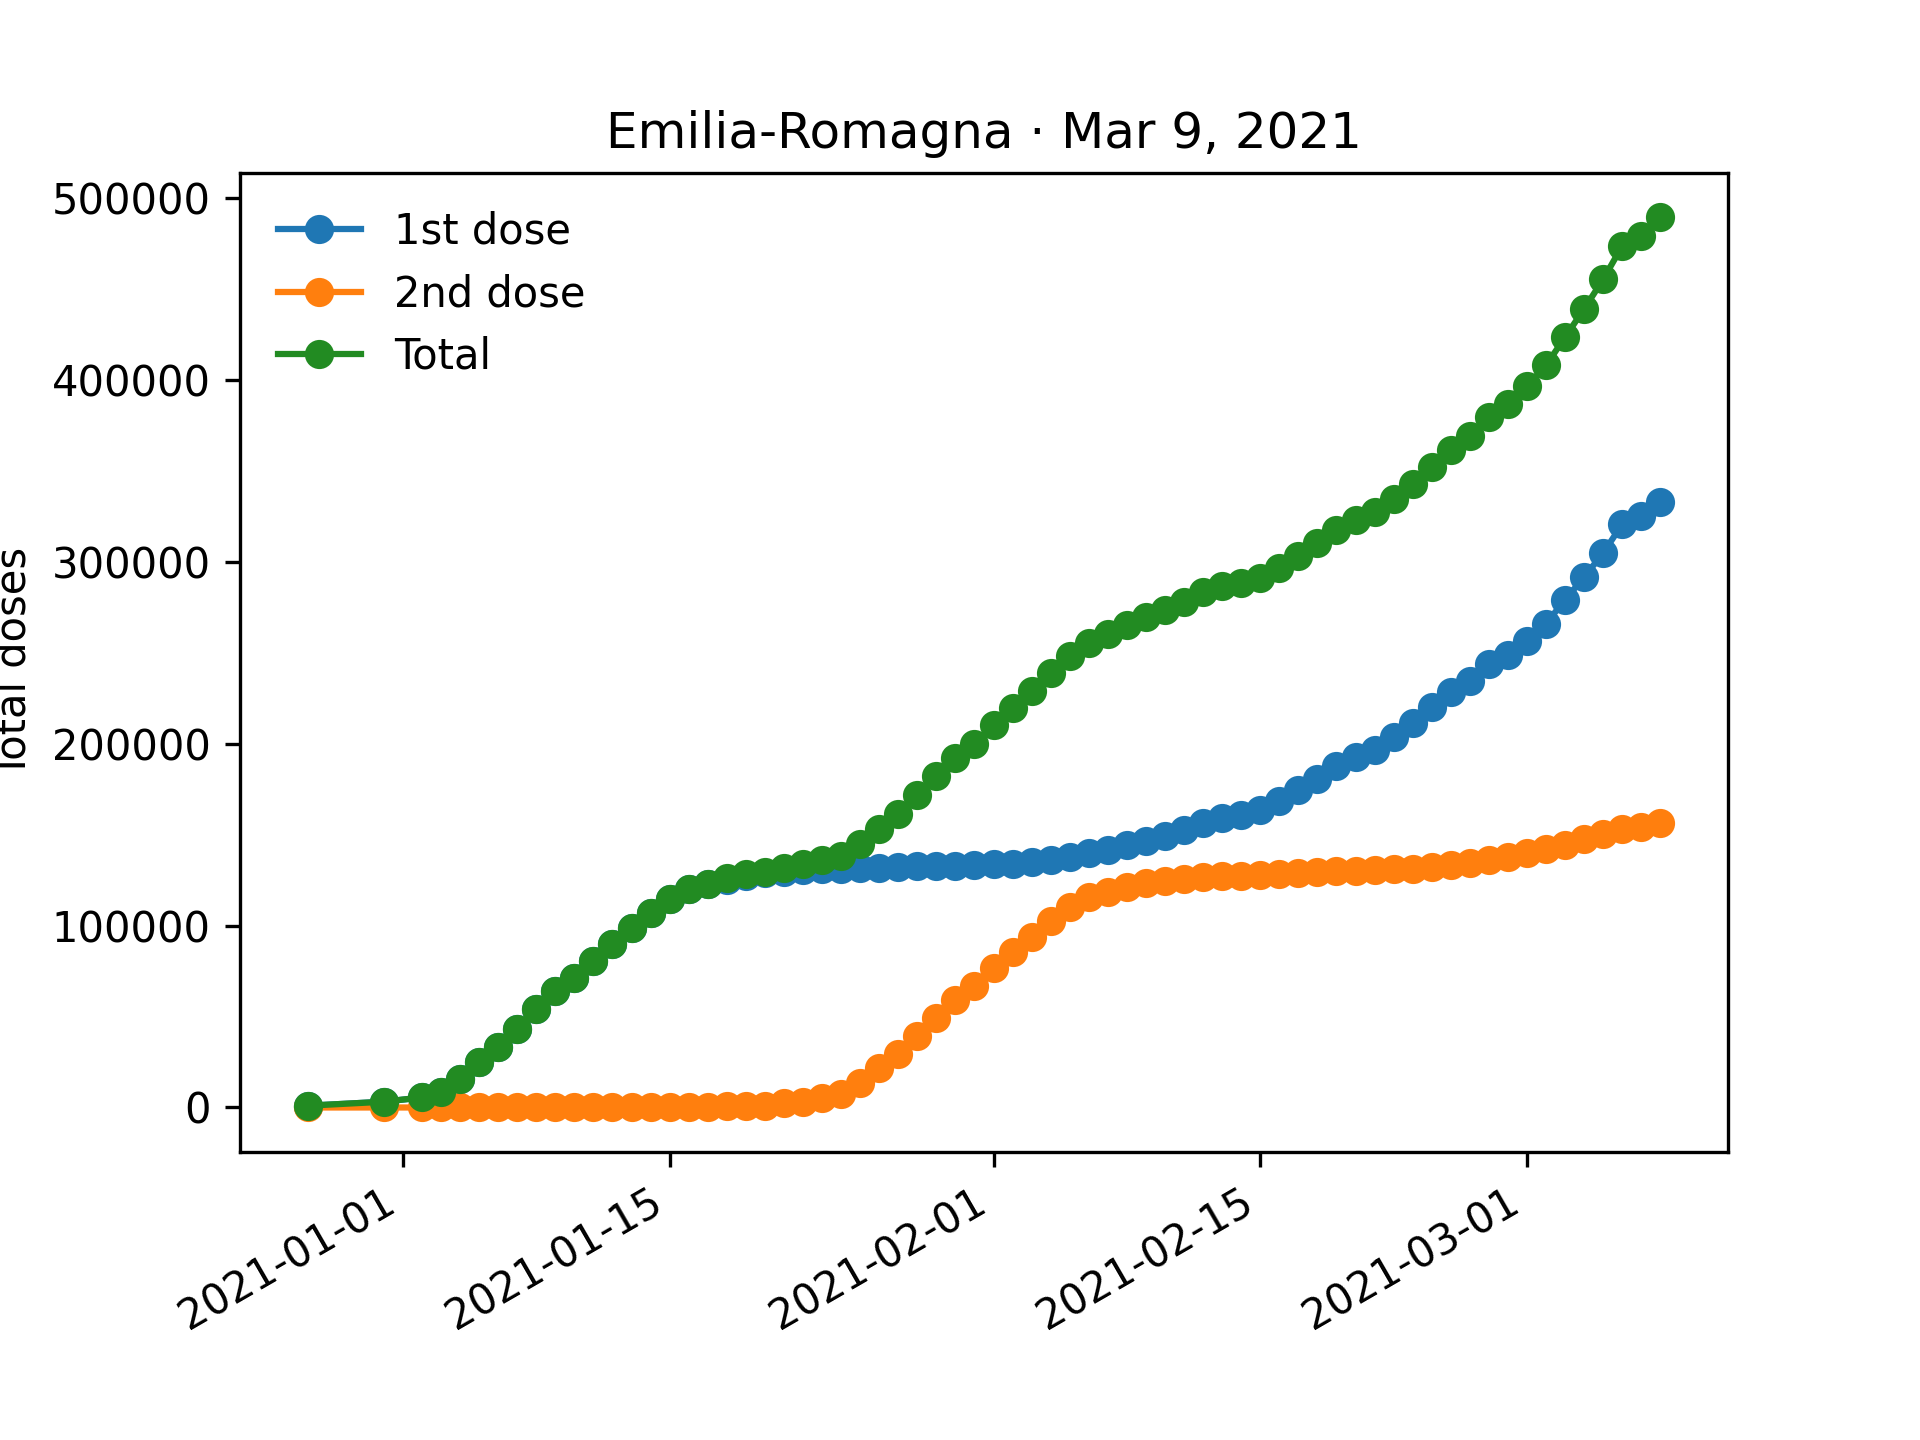 Emilia-Romagna · Mar 9, 2021
500000
400000
300000
200000
100000
0
Total doses
1st dose
2nd dose
Total
2021-01-01
2021-01-15
2021-02-01
2021-02-15
2021-03-01